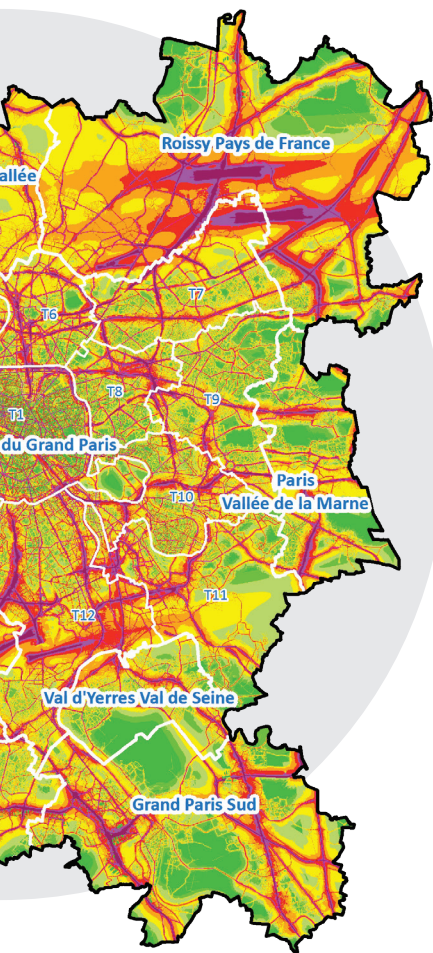 Roissy Pays de France
allée
T7
T6
T8
T9
T1
du Grand Paris
Paris
Vallée de la Marne
T10
T11
T12
Val d'Yerres Val de Seine
Grand Paris Sud